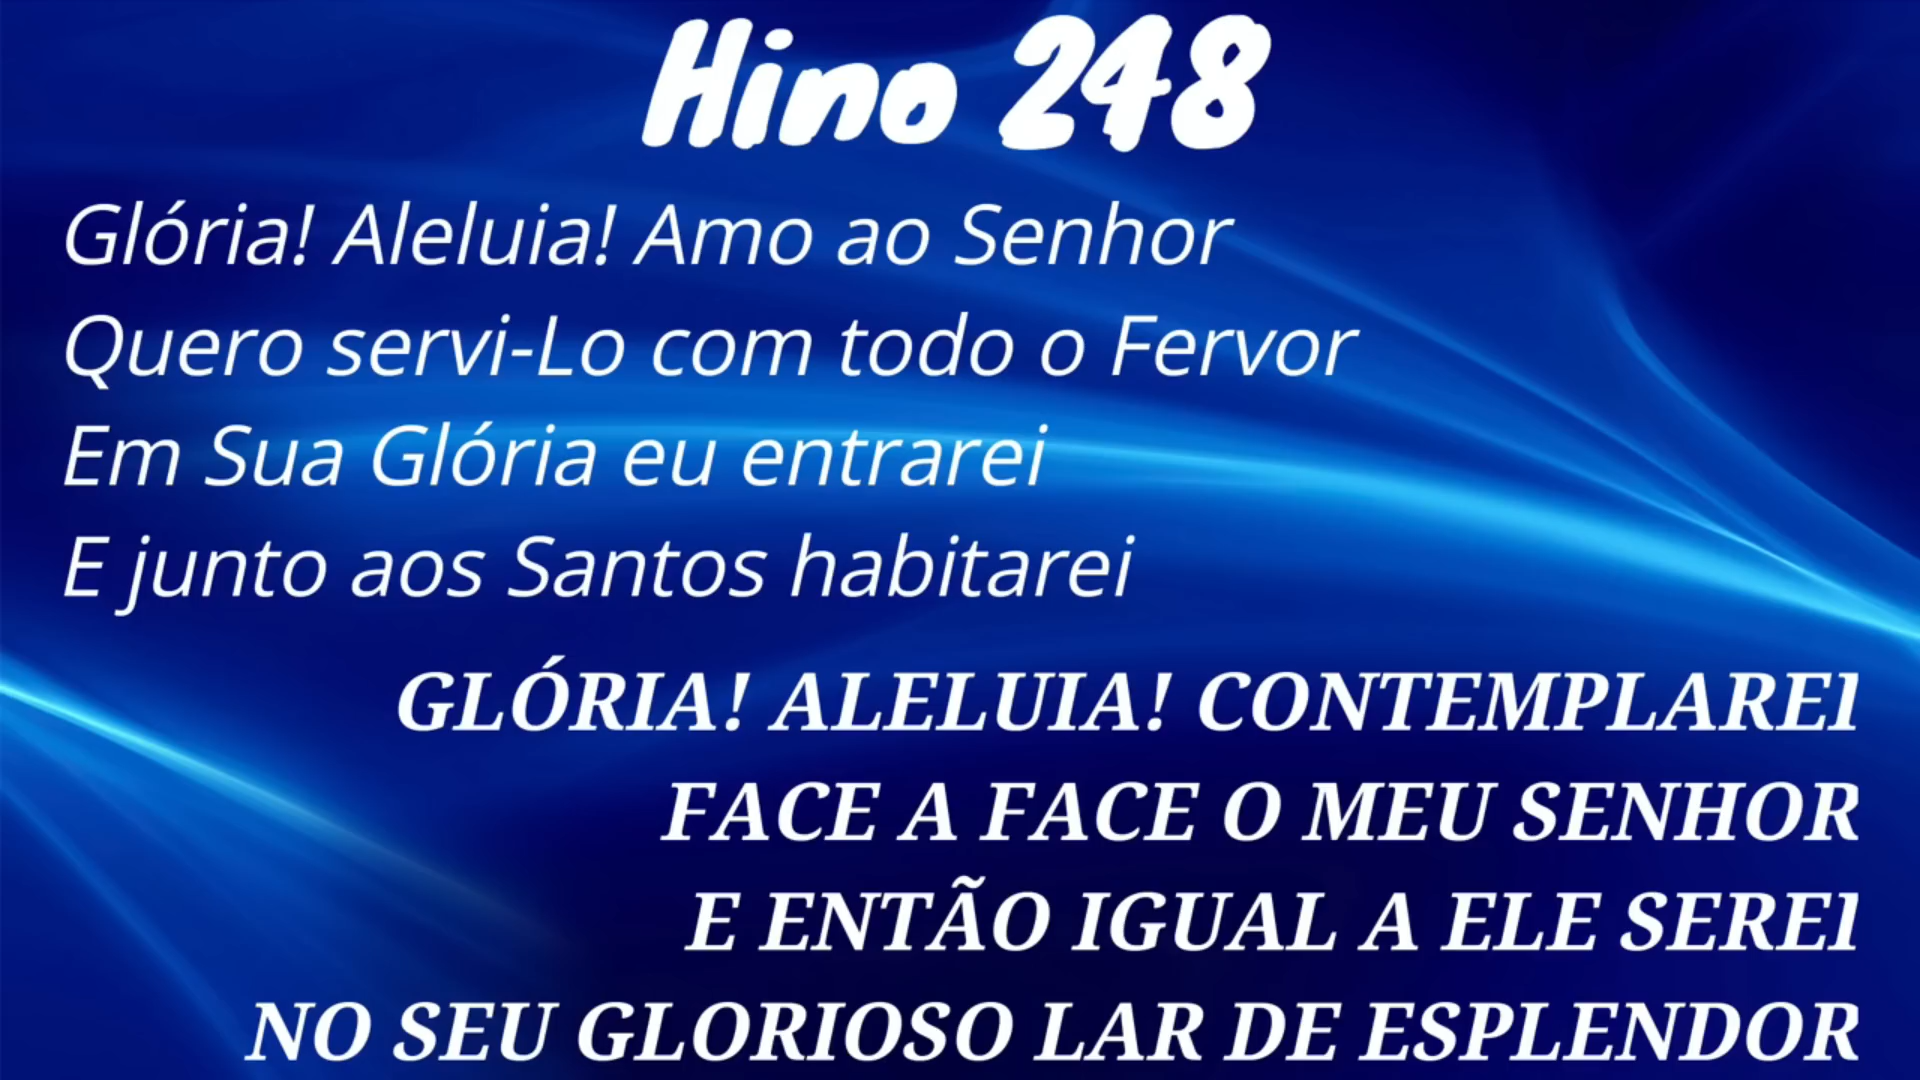 Hino 248
Glória! Aleluia! Amo ao Senhor
Quero servi-Lo com todo o Fervor
Em Sua Glória eu entrarei
E junto aos Santos habitarei
GLÓRIA! ALELUIA! CONTEMPLAREI
FACE A FACE O MEU SENHOR
E ENTÃO IGUAL A ELE SEREI
NO SEU GLORIOSO LAR DE ESPLENDOR